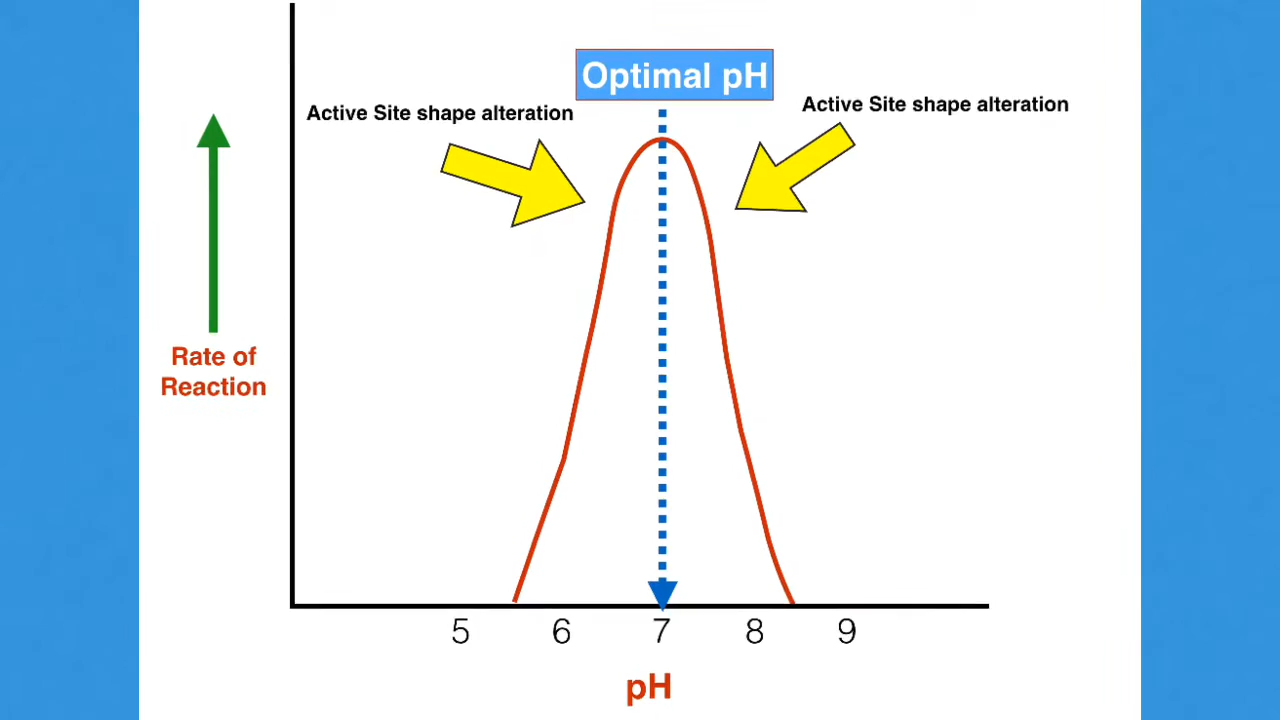 Optimal pH
Active Site shape alteration
Active Site shape alteration
Rate of
Reaction
5 6 7 8 9
pH